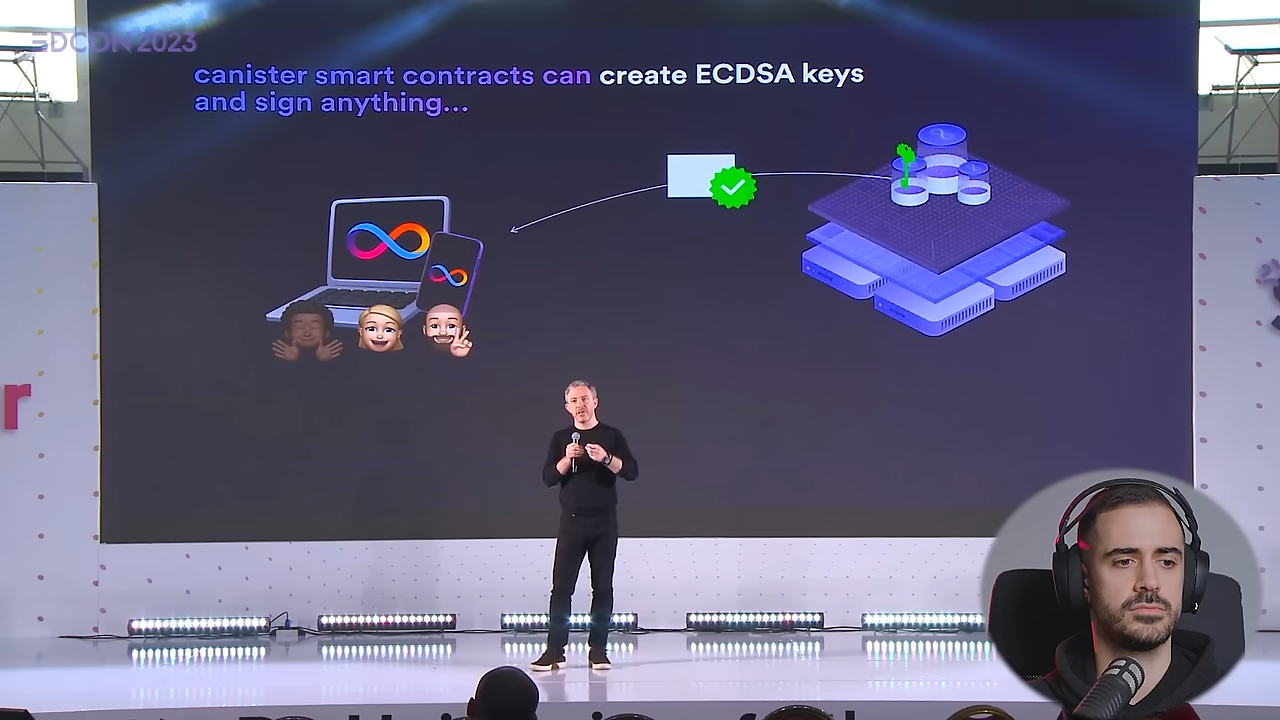 EDCON 2023
canister smart contracts can create ECDSA keys
and sign anything...
r